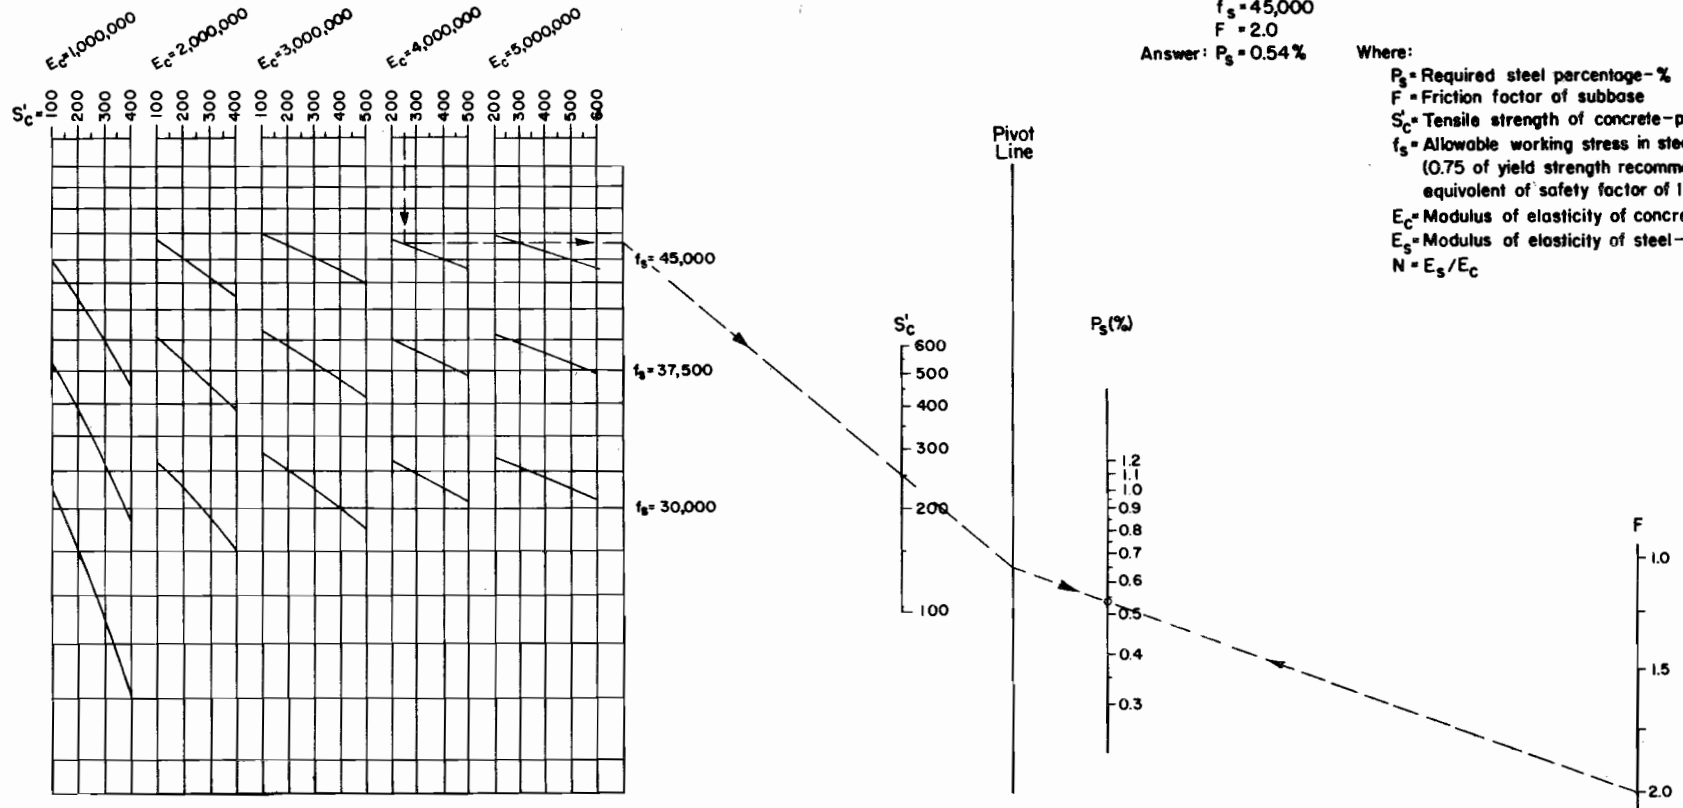 fs = 45,000
F = 2.0
Answer: Ps = 0.54%
Where:
Ps = Required steel percentage-%
F = Friction factor of subbase
S'c = Tensile strength of concrete-p
fs = Allowable working stress in stee
(0.75 of yield strength recomme
equivalent of safety factor of 1
Ec = Modulus of elasticity of concre
Es = Modulus of elasticity of steel-
N = Es/Ec
Ec=1,000,000
Ec=2,000,000
Ec=3,000,000
Ec=4,000,000
Ec=5,000,000
S'c= 100 200 300 400 100 200 300 400 100 200 300 400 500 200 300 400 500 200 300 400 500 600
fs= 45,000
fs= 37,500
fs= 30,000
Pivot
Line
S'c
600
500
400
300
200
100
Ps(%)
1.2
1.1
1.0
0.9
0.8
0.7
0.6
0.5
0.4
0.3
F
1.0
1.5
2.0